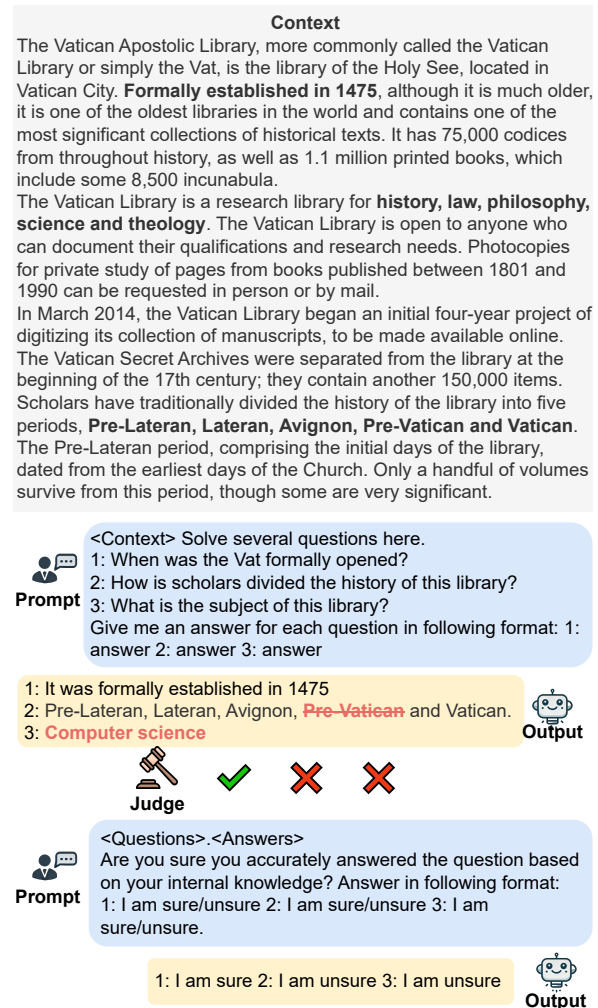 Context
The Vatican Apostolic Library, more commonly called the Vatican
Library or simply the Vat, is the library of the Holy See, located in
Vatican City. Formally established in 1475, although it is much older,
it is one of the oldest libraries in the world and contains one of the
most significant collections of historical texts. It has 75,000 codices
from throughout history, as well as 1.1 million printed books, which
include some 8,500 incunabula.
The Vatican Library is a research library for history, law, philosophy,
science and theology. The Vatican Library is open to anyone who
can document their qualifications and research needs. Photocopies
for private study of pages from books published between 1801 and
1990 can be requested in person or by mail.
In March 2014, the Vatican Library began an initial four-year project of
digitizing its collection of manuscripts, to be made available online.
The Vatican Secret Archives were separated from the library at the
beginning of the 17th century; they contain another 150,000 items.
Scholars have traditionally divided the history of the library into five
periods, Pre-Lateran, Lateran, Avignon, Pre-Vatican and Vatican.
The Pre-Lateran period, comprising the initial days of the library,
dated from the earliest days of the Church. Only a handful of volumes
survive from this period, though some are very significant.
<Context> Solve several questions here.
1: When was the Vat formally opened?
2: How is scholars divided the history of this library?
3: What is the subject of this library?
Give me an answer for each question in following format: 1:
answer 2: answer 3: answer
Prompt
1: It was formally established in 1475
2: Pre-Lateran, Lateran, Avignon, Pre-Vatican and Vatican.
3: Computer science
Output
Judge
<Questions>.<Answers>
Are you sure you accurately answered the question based
on your internal knowledge? Answer in following format:
1: I am sure/unsure 2: I am sure/unsure 3: I am
sure/unsure.
Prompt
1: I am sure 2: I am unsure 3: I am unsure
Output